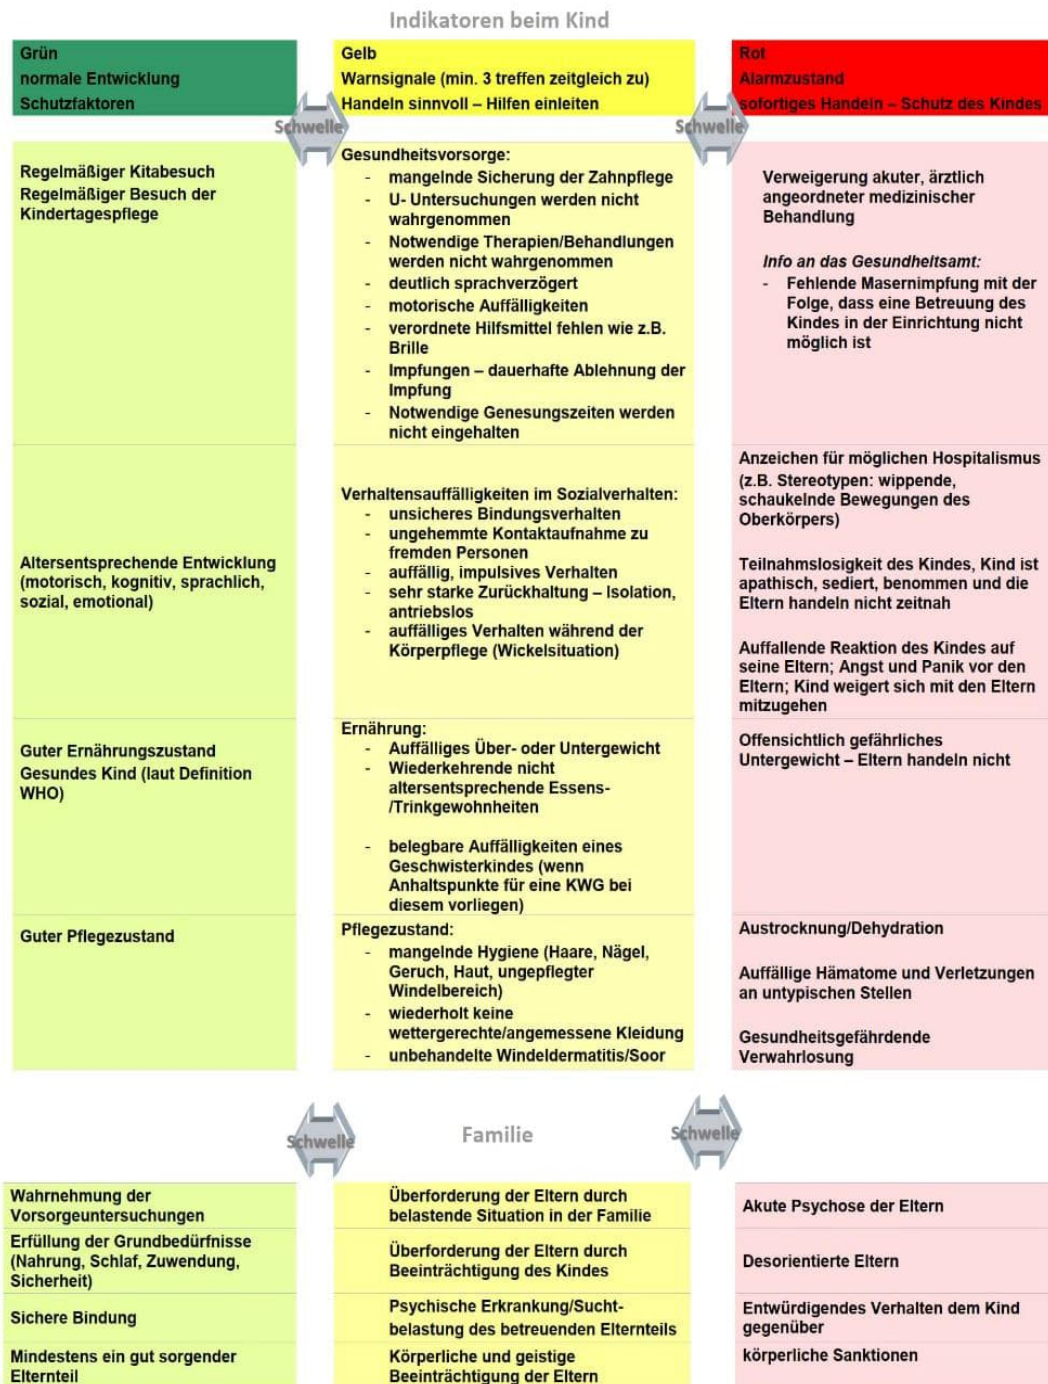 Indikatoren beim Kind
Grün
normale Entwicklung
Schutzfaktoren
Gelb
Warnsignale (min. 3 treffen zeitgleich zu)
Handeln sinnvoll – Hilfen einleiten
Rot
Alarmzustand
sofortiges Handeln – Schutz des Kindes
Schwelle
Schwelle
Regelmäßiger Kitabesuch
Regelmäßiger Besuch der
Kindertagespflege
Gesundheitsvorsorge:
- mangelnde Sicherung der Zahnpflege
- U- Untersuchungen werden nicht
wahrgenommen
- Notwendige Therapien/Behandlungen
werden nicht wahrgenommen
- deutlich sprachverzögert
- motorische Auffälligkeiten
- verordnete Hilfsmittel fehlen wie z.B.
Brille
- Impfungen – dauerhafte Ablehnung der
Impfung
- Notwendige Genesungszeiten werden
nicht eingehalten
Verweigerung akuter, ärztlich
angeordneter medizinischer
Behandlung
Info an das Gesundheitsamt:
- Fehlende Masernimpfung mit der
Folge, dass eine Betreuung des
Kindes in der Einrichtung nicht
möglich ist
Altersentsprechende Entwicklung
(motorisch, kognitiv, sprachlich,
sozial, emotional)
Verhaltensauffälligkeiten im Sozialverhalten:
- unsicheres Bindungsverhalten
- ungehemmte Kontaktaufnahme zu
fremden Personen
- auffällig, impulsives Verhalten
- sehr starke Zurückhaltung – Isolation,
antriebslos
- auffälliges Verhalten während der
Körperpflege (Wickelsituation)
Anzeichen für möglichen Hospitalismus
(z.B. Stereotypen: wippende,
schaukelnde Bewegungen des
Oberkörpers)
Teilnahmslosigkeit des Kindes, Kind ist
apathisch, sediert, benommen und die
Eltern handeln nicht zeitnah
Auffallende Reaktion des Kindes auf
seine Eltern; Angst und Panik vor den
Eltern; Kind weigert sich mit den Eltern
mitzugehen
Guter Ernährungszustand
Gesundes Kind (laut Definition
WHO)
Ernährung:
- Auffälliges Über- oder Untergewicht
- Wiederkehrende nicht
altersentsprechende Essens-
/Trinkgewohnheiten
- belegbare Auffälligkeiten eines
Geschwisterkindes (wenn
Anhaltspunkte für eine KWG bei
diesem vorliegen)
Offensichtlich gefährliches
Untergewicht – Eltern handeln nicht
Guter Pflegezustand
Pflegezustand:
- mangelnde Hygiene (Haare, Nägel,
Geruch, Haut, ungepflegter
Windelbereich)
- wiederholt keine
wettergerechte/angemessene Kleidung
- unbehandelte Windeldermatitis/Soor
Austrocknung/Dehydration
Auffällige Hämatome und Verletzungen
an untypischen Stellen
Gesundheitsgefährdende
Verwahrlosung
Schwelle
Familie
Schwelle
Wahrnehmung der
Vorsorgeuntersuchungen
Überforderung der Eltern durch
belastende Situation in der Familie
Akute Psychose der Eltern
Erfüllung der Grundbedürfnisse
(Nahrung, Schlaf, Zuwendung,
Sicherheit)
Überforderung der Eltern durch
Beeinträchtigung des Kindes
Desorientierte Eltern
Sichere Bindung
Psychische Erkrankung/Sucht-
belastung des betreuenden Elternteils
Entwürdigendes Verhalten dem Kind
gegenüber
Mindestens ein gut sorgender
Elternteil
Körperliche und geistige
Beeinträchtigung der Eltern
körperliche Sanktionen